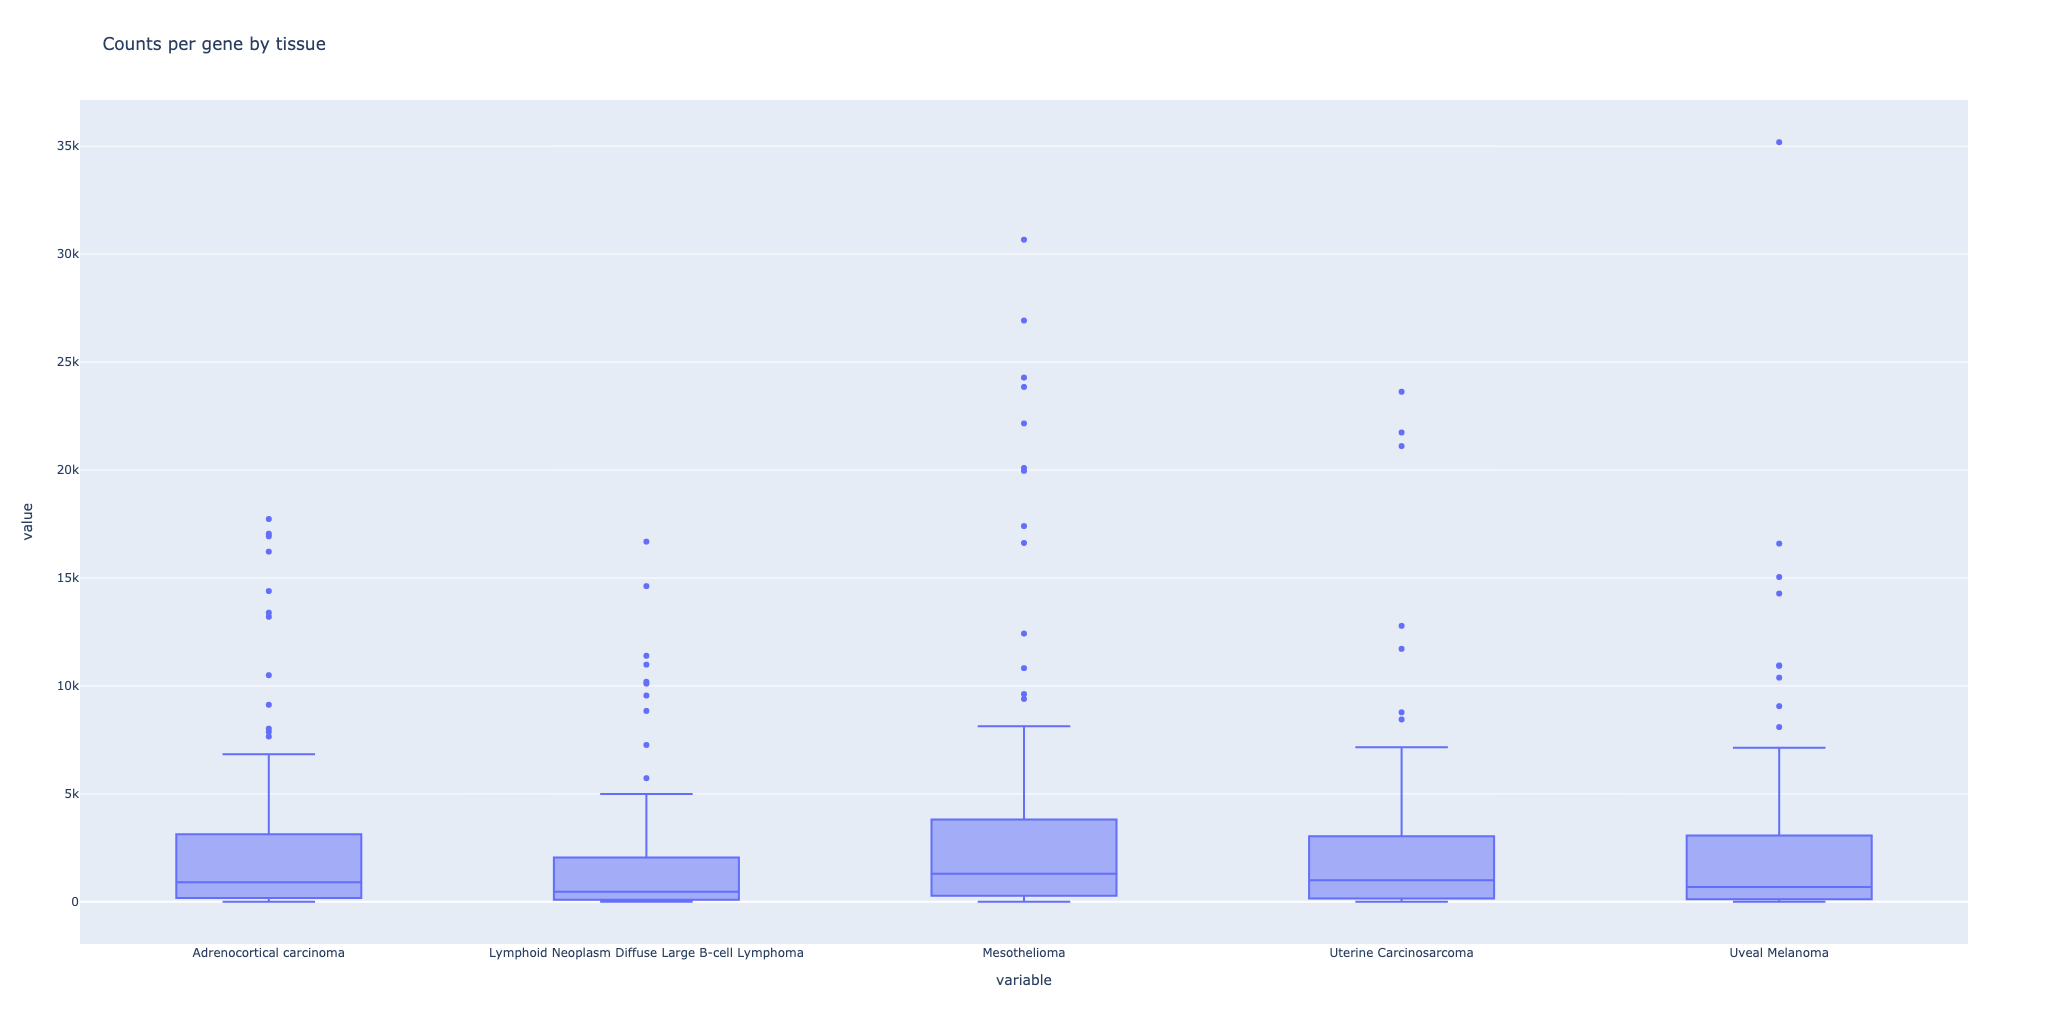 Counts per gene by tissue
35k
30k
25k
20k
15k
10k
5k
0
value
Adrenocortical carcinoma
Lymphoid Neoplasm Diffuse Large B-cell Lymphoma
Mesothelioma
Uterine Carcinosarcoma
Uveal Melanoma
variable